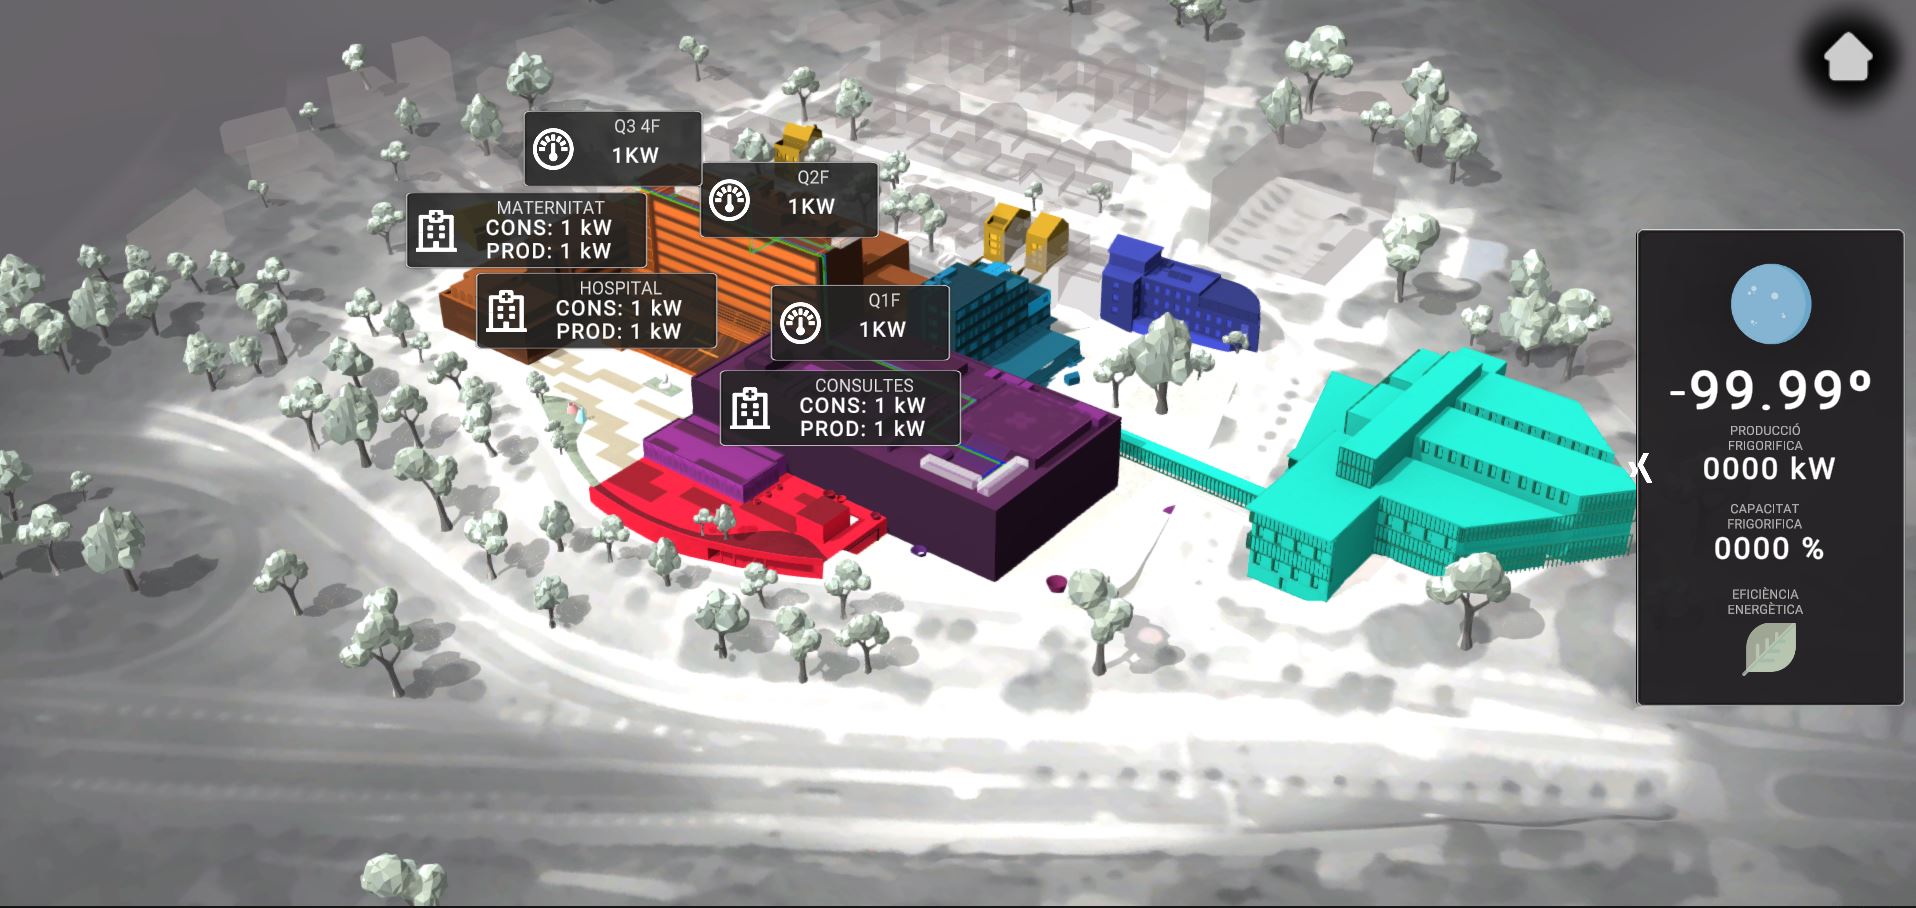 Q3 4F
1KW
Q2F
1KW
MATERNITAT
CONS: 1 kW
PROD: 1 kW
HOSPITAL
CONS: 1 kW
PROD: 1 kW
Q1F
1KW
CONSULTES
CONS: 1 kW
PROD: 1 kW
-99.99º
PRODUCCIÓ
FRIGORIFICA
0000 kW
CAPACITAT
FRIGORIFICA
0000 %
EFICIÈNCIA
ENERGÈTICA